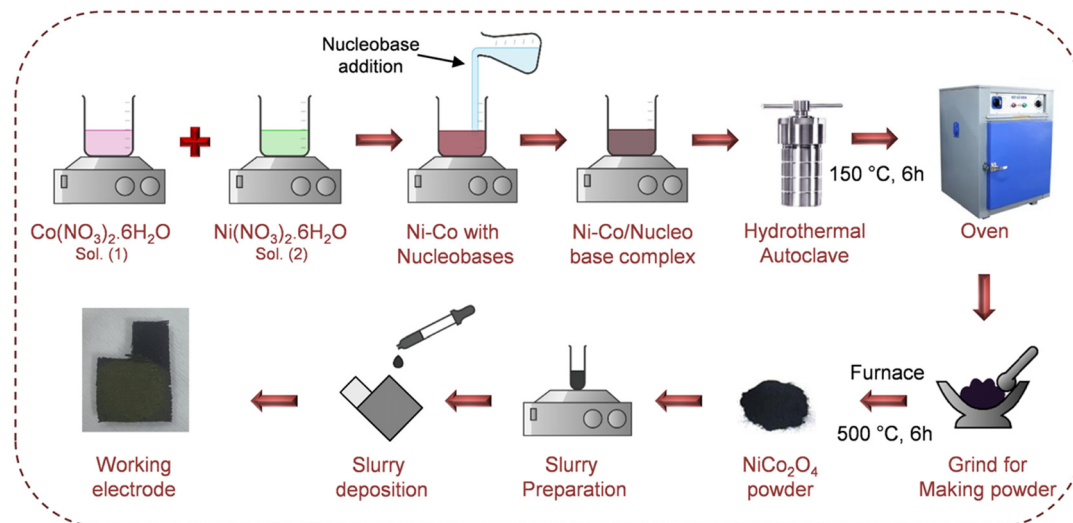 Nucleobase
addition
Co(NO₃)₂.6H₂O
Sol. (1)
Ni(NO₃)₂.6H₂O
Sol. (2)
Ni-Co with
Nucleobases
Ni-Co/Nucleo
base complex
Hydrothermal
Autoclave
150 °C, 6h
Oven
Working
electrode
Slurry
deposition
Slurry
Preparation
NiCo₂O₄
powder
Furnace
500 °C, 6h
Grind for
Making powder